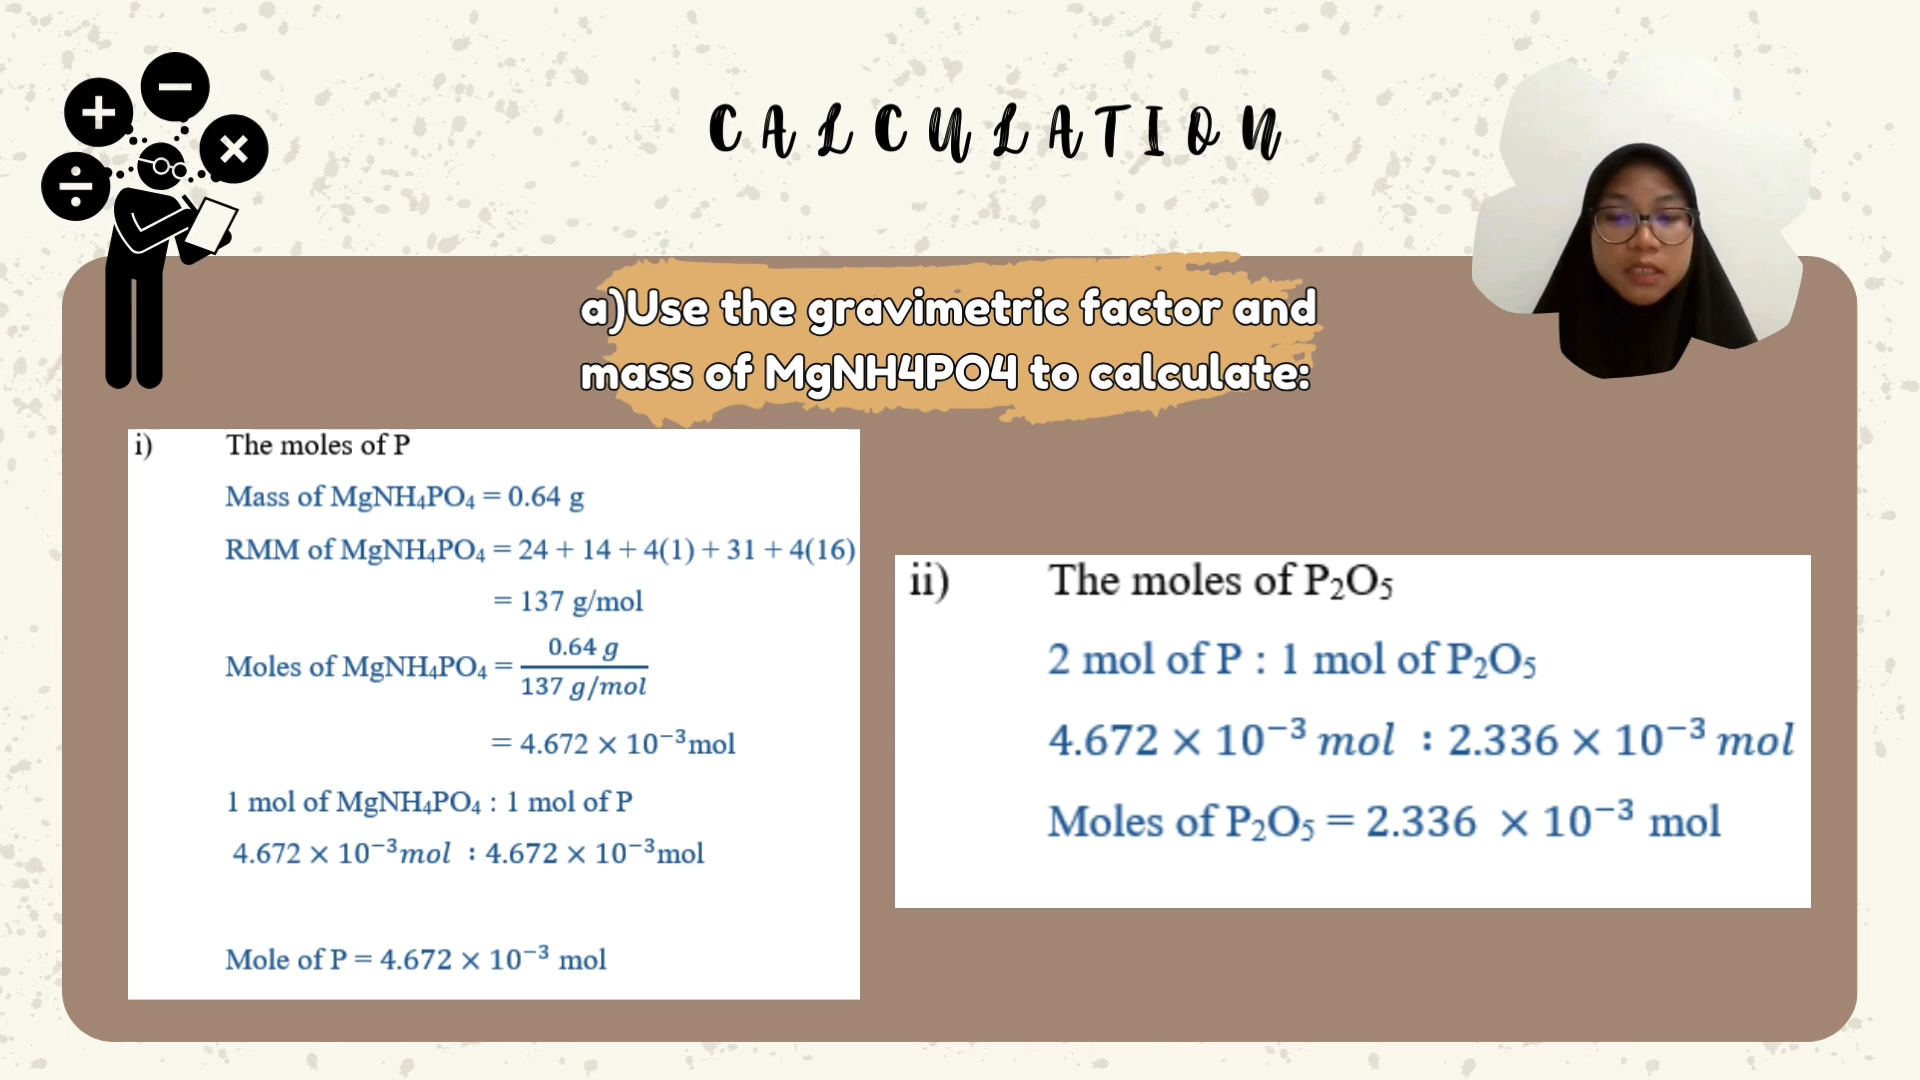 CALCULATION
a)Use the gravimetric factor and
mass of MgNH4PO4 to calculate:
i) The moles of P
Mass of MgNH₄PO₄ = 0.64 g
RMM of MgNH₄PO₄ = 24 + 14 + 4(1) + 31 + 4(16)
= 137 g/mol
Moles of MgNH₄PO₄ = 0.64 g / 137 g/mol
= 4.672 × 10⁻³mol
1 mol of MgNH₄PO₄ : 1 mol of P
4.672 × 10⁻³mol : 4.672 × 10⁻³mol
Mole of P = 4.672 × 10⁻³ mol
ii) The moles of P₂O₅
2 mol of P : 1 mol of P₂O₅
4.672 × 10⁻³ mol : 2.336 × 10⁻³ mol
Moles of P₂O₅ = 2.336 × 10⁻³ mol